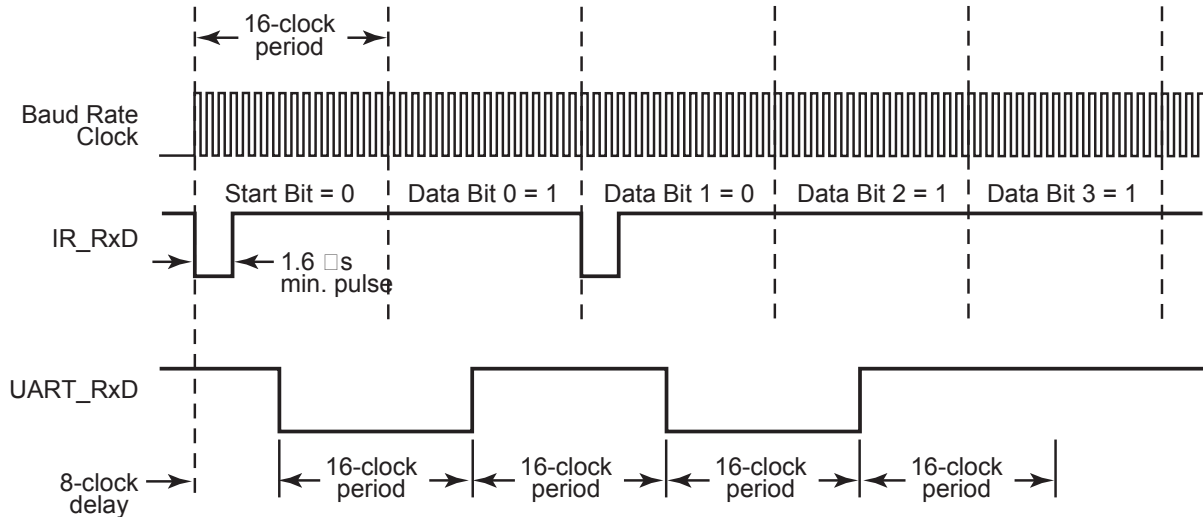 16-clock
period
Baud Rate
Clock
Start Bit = 0
Data Bit 0 = 1
Data Bit 1 = 0
Data Bit 2 = 1
Data Bit 3 = 1
IR_RxD
1.6 □s
min. pulse
UART_RxD
8-clock
delay
16-clock
period
16-clock
period
16-clock
period
16-clock
period